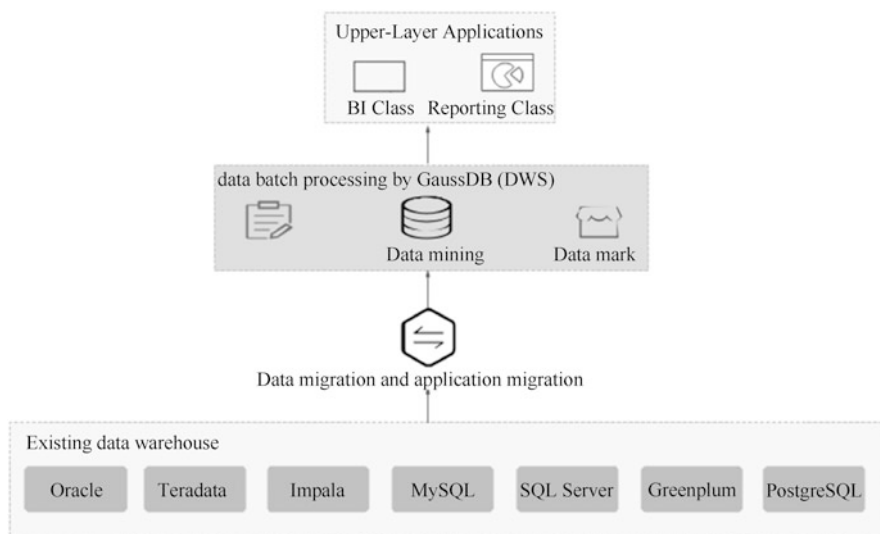 Upper-Layer Applications
BI Class Reporting Class
data batch processing by GaussDB (DWS)
Data mining Data mark
Data migration and application migration
Existing data warehouse
Oracle Teradata Impala MySQL SQL Server Greenplum PostgreSQL